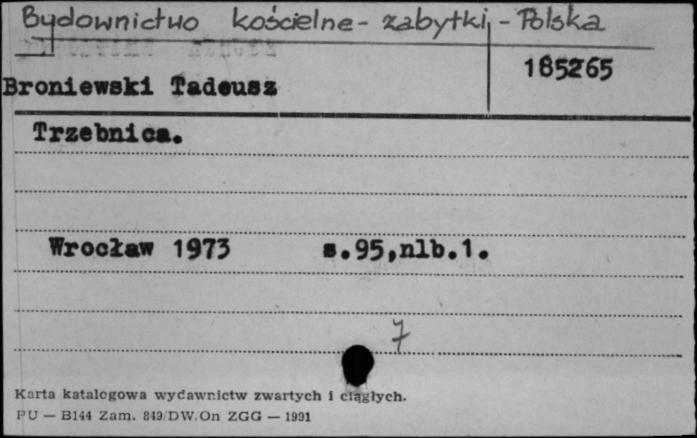 Budownictwo kościelne - zabytki - Polska
185265
Broniewski Tadeusz
Trzebnica.
Wrocław 1973 s.95,nlb.1.
7
Karta katalogowa wydawnictw zwartych i ciągłych.
PU — B144 Zam. 849/DW/On ZGG — 1991